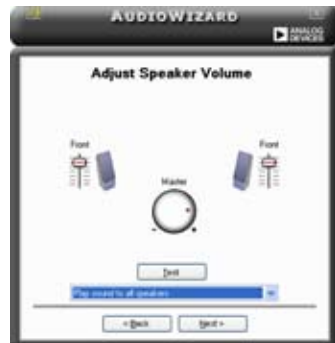 AUDIOWIZARD
ANALOG
DEVICES
Adjust Speaker Volume
Front
Front
Master
- +
Test
Play sound to all speakers
< Back
Next >